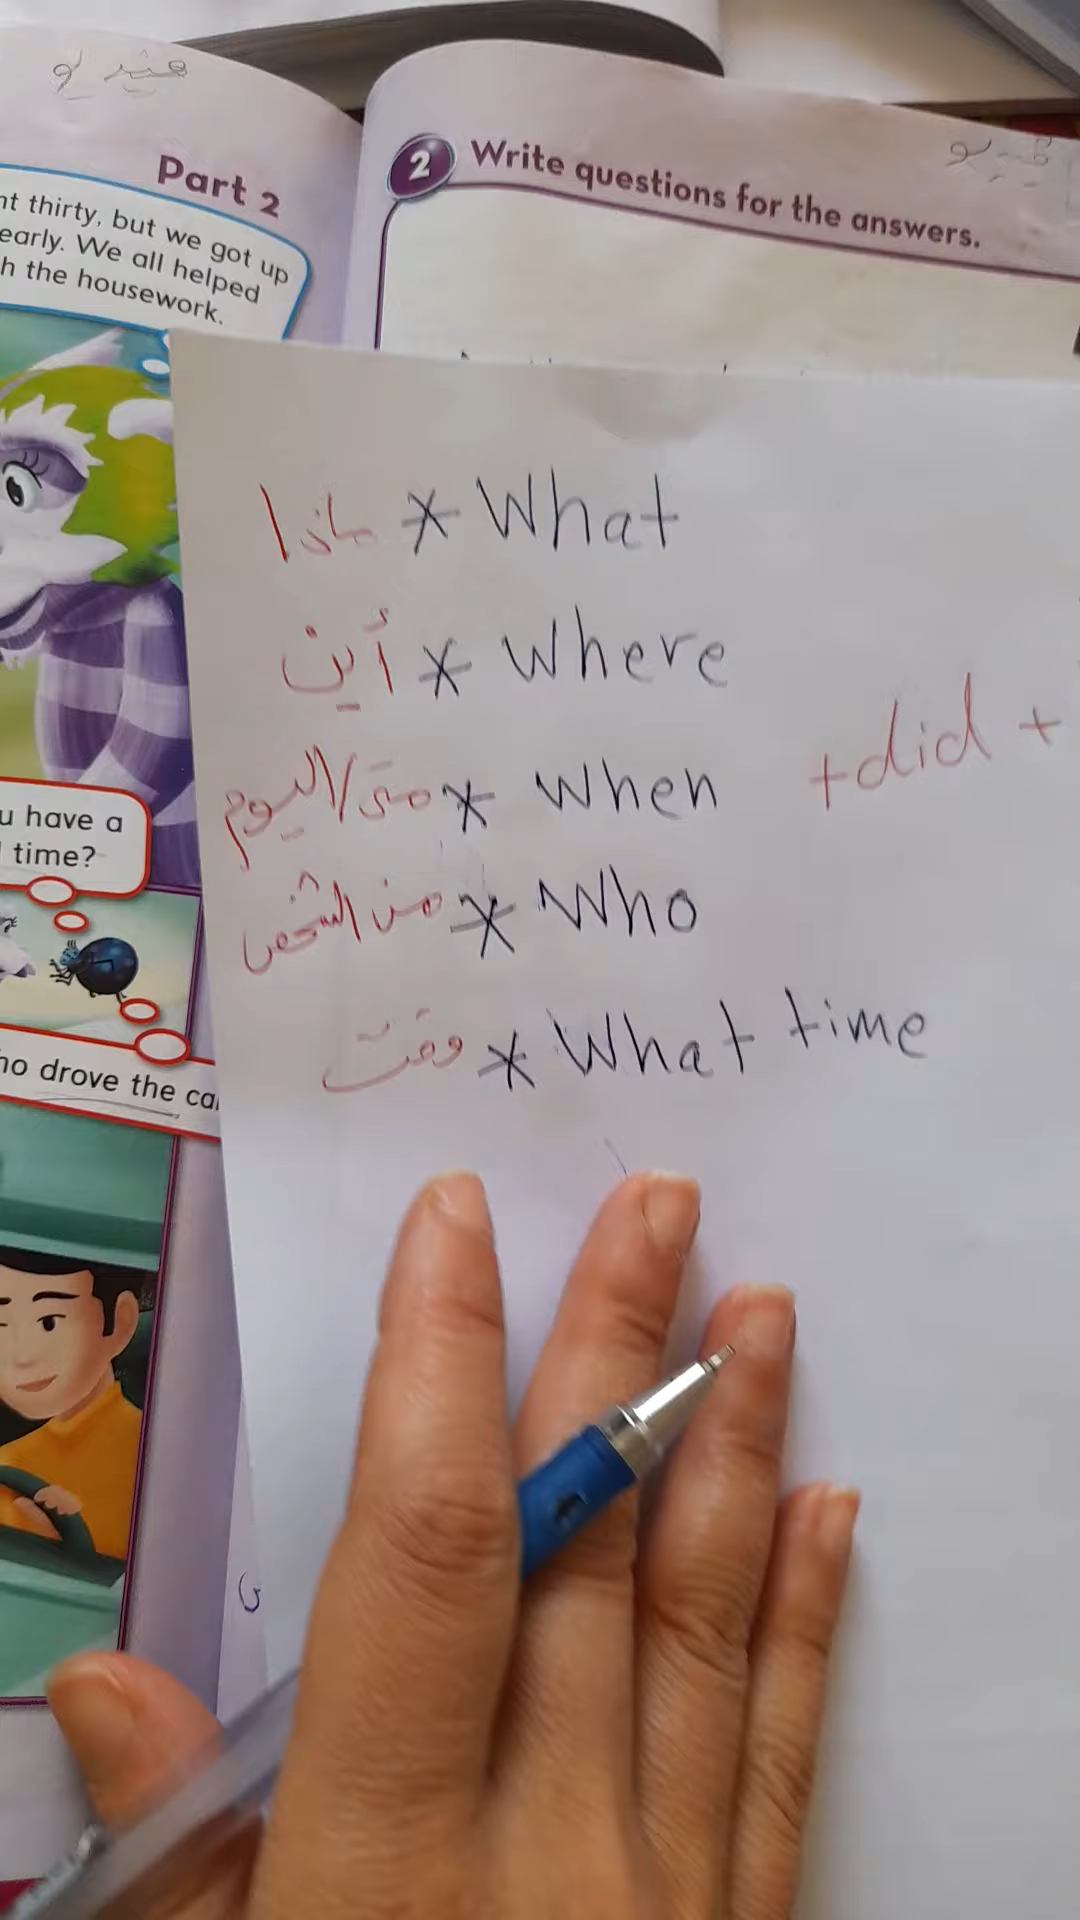 Part 2
nt thirty, but we got up
early. We all helped
h the housework.
2 Write questions for the answers.
ماذا * What
أين * Where
متى / اليوم * When
+ did +
من الشخص * Who
وقت * What time
u have a
time?
ho drove the ca